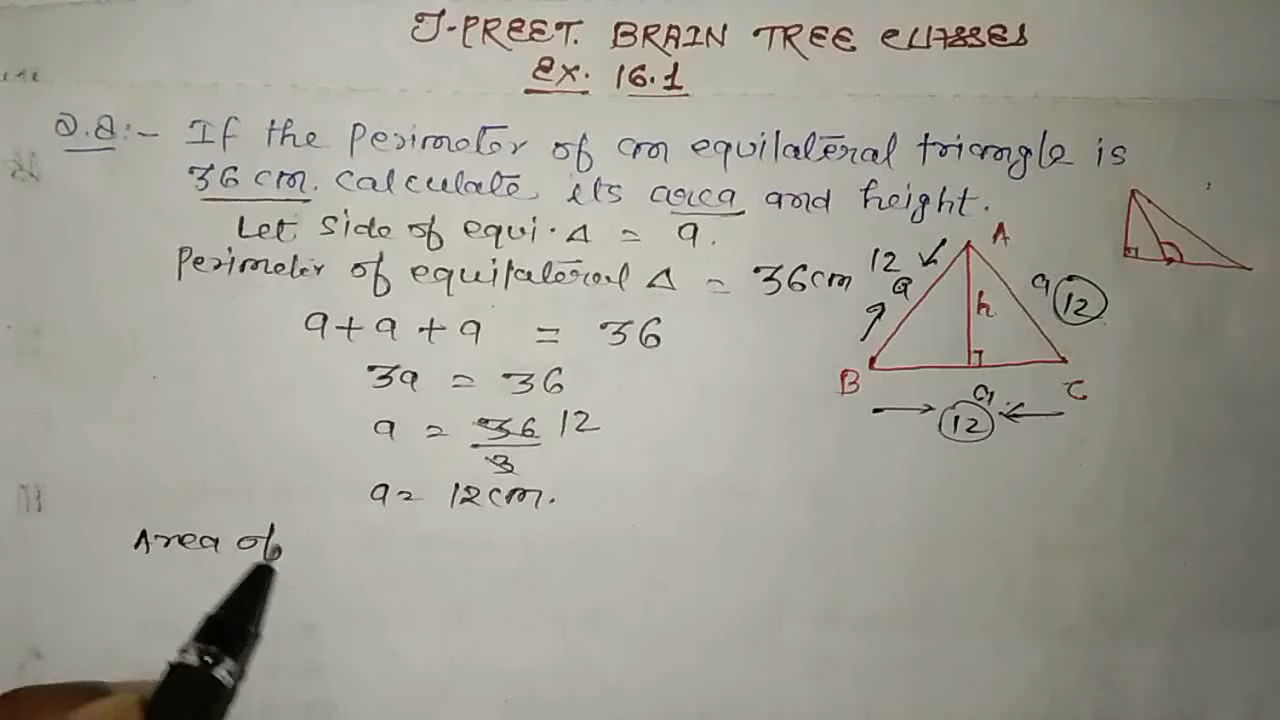 J-PREET. BRAIN TREE CLASSES
Ex. 16.1
Q.8:- If the Perimeter of an equilateral triangle is
36 cm. calculate its area and height.
Let side of equi. Δ = a.
Perimeter of equilateral Δ = 36cm
a + a + a = 36
3a = 36
a = 36/3 12
a = 12cm.
Area of
A
12
a
a
h
a 12
B
C
a
12